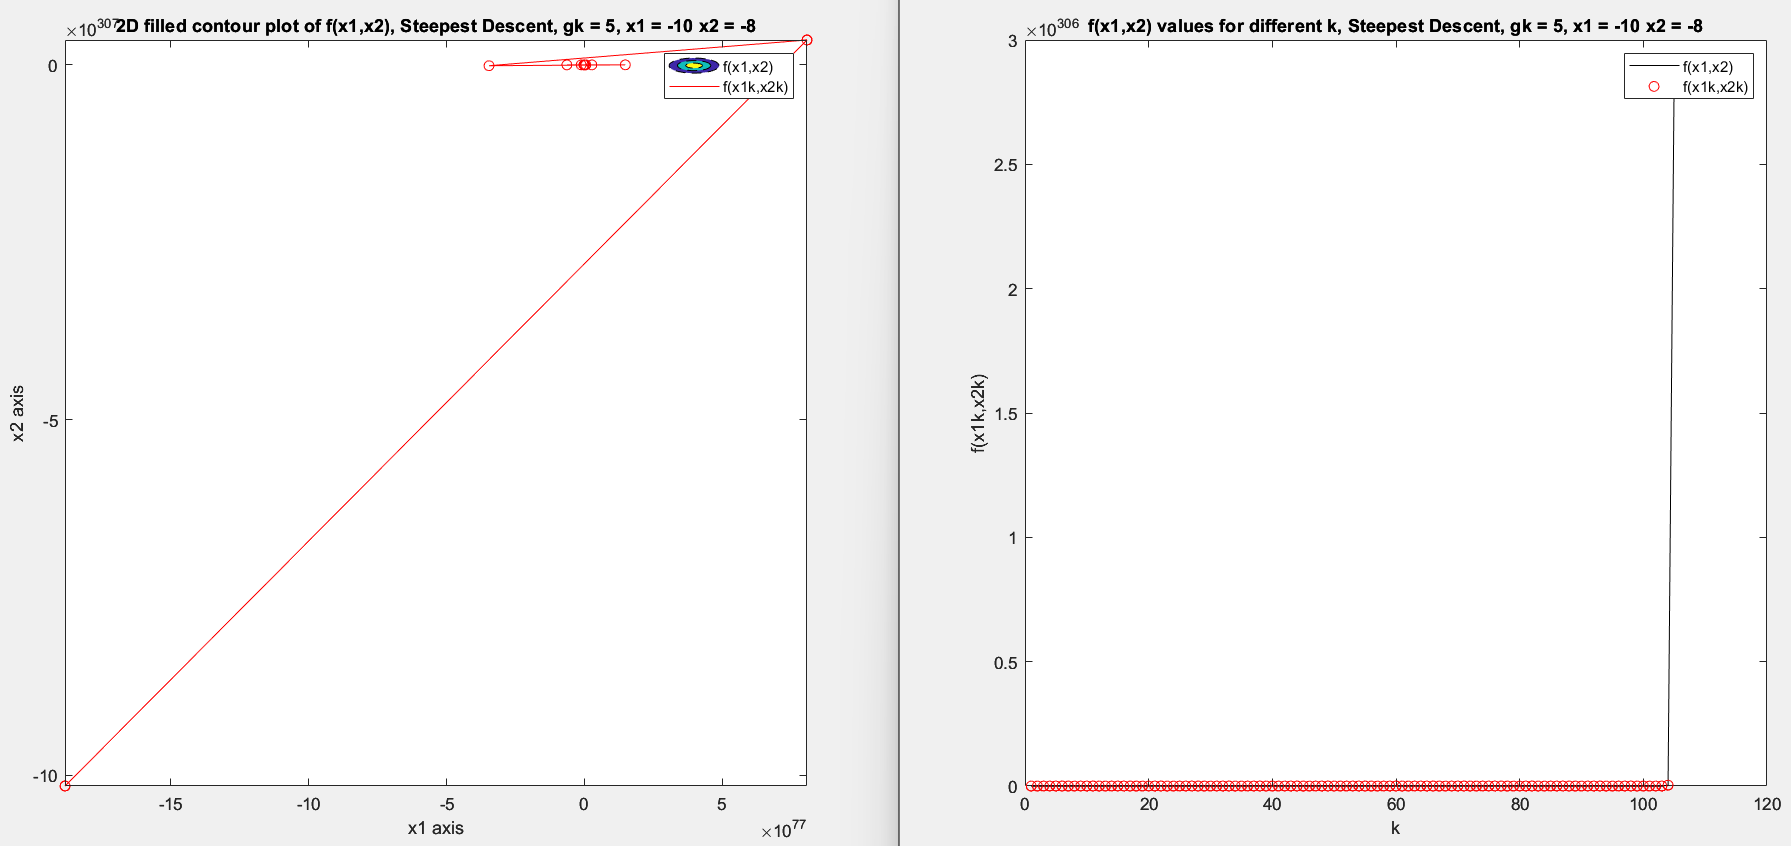 ×10^307
2D filled contour plot of f(x1,x2), Steepest Descent, gk = 5, x1 = -10 x2 = -8
f(x1,x2)
f(x1k,x2k)
0
-5
-10
x2 axis
-15
-10
-5
0
5
x1 axis
×10^77
×10^306
f(x1,x2) values for different k, Steepest Descent, gk = 5, x1 = -10 x2 = -8
f(x1,x2)
f(x1k,x2k)
3
2.5
2
1.5
1
0.5
0
f(x1k,x2k)
0
20
40
60
80
100
120
k